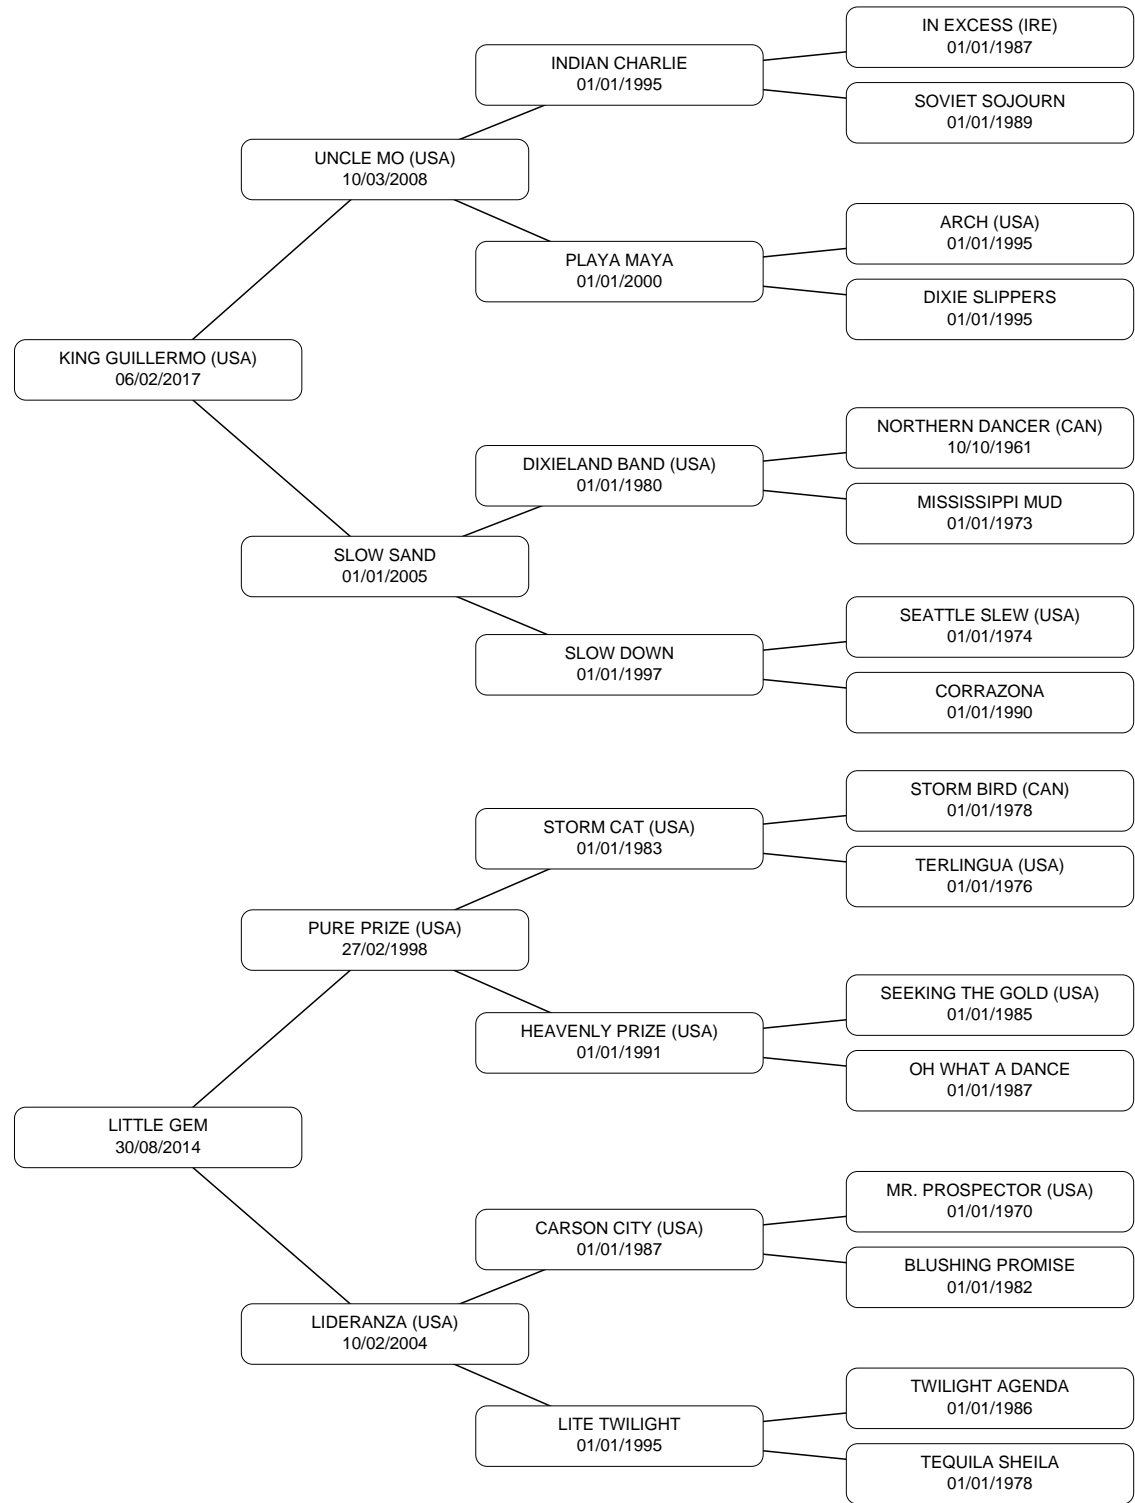 IN EXCESS (IRE)
01/01/1987
INDIAN CHARLIE
01/01/1995
SOVIET SOJOURN
01/01/1989
UNCLE MO (USA)
10/03/2008
ARCH (USA)
01/01/1995
PLAYA MAYA
01/01/2000
DIXIE SLIPPERS
01/01/1995
KING GUILLERMO (USA)
06/02/2017
NORTHERN DANCER (CAN)
10/10/1961
DIXIELAND BAND (USA)
01/01/1980
MISSISSIPPI MUD
01/01/1973
SLOW SAND
01/01/2005
SEATTLE SLEW (USA)
01/01/1974
SLOW DOWN
01/01/1997
CORRAZONA
01/01/1990
STORM BIRD (CAN)
01/01/1978
STORM CAT (USA)
01/01/1983
TERLINGUA (USA)
01/01/1976
PURE PRIZE (USA)
27/02/1998
SEEKING THE GOLD (USA)
01/01/1985
HEAVENLY PRIZE (USA)
01/01/1991
OH WHAT A DANCE
01/01/1987
LITTLE GEM
30/08/2014
MR. PROSPECTOR (USA)
01/01/1970
CARSON CITY (USA)
01/01/1987
BLUSHING PROMISE
01/01/1982
LIDERANZA (USA)
10/02/2004
TWILIGHT AGENDA
01/01/1986
LITE TWILIGHT
01/01/1995
TEQUILA SHEILA
01/01/1978